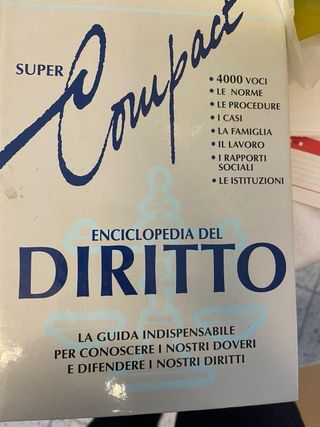 SUPER
Compact
• 4000 VOCI
• LE NORME
• LE PROCEDURE
• I CASI
• LA FAMIGLIA
• IL LAVORO
• I RAPPORTI
SOCIALI
• LE ISTITUZIONI
ENCICLOPEDIA DEL
DIRITTO
LA GUIDA INDISPENSABILE
PER CONOSCERE I NOSTRI DOVERI
E DIFENDERE I NOSTRI DIRITTI